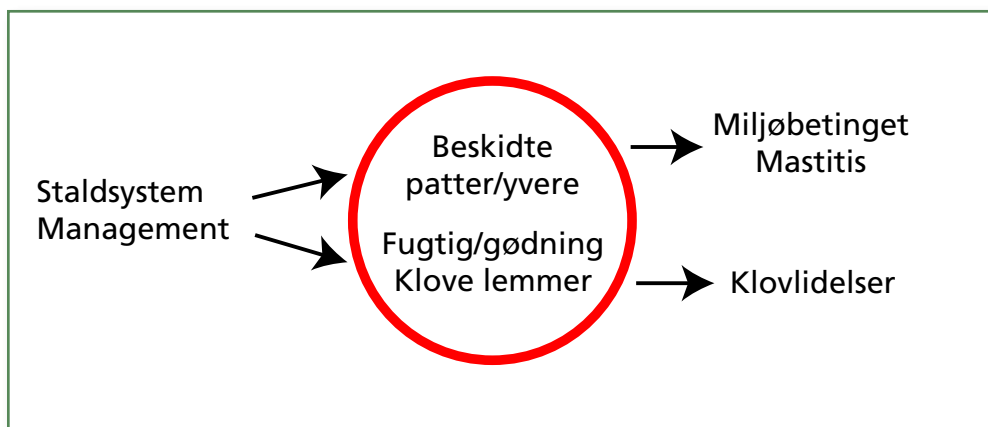 Staldsystem
Management
Beskidte
patter/yvere
Fugtig/gødning
Klove lemmer
Miljøbetinget
Mastitis
Klovlidelser